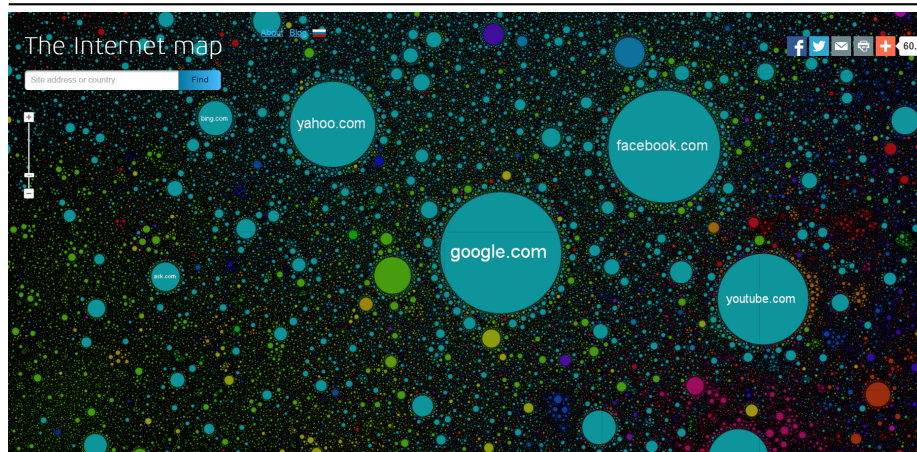 The Internet map
About Blog
Site address or country Find
60.
bing.com
yahoo.com
facebook.com
google.com
ask.com
youtube.com